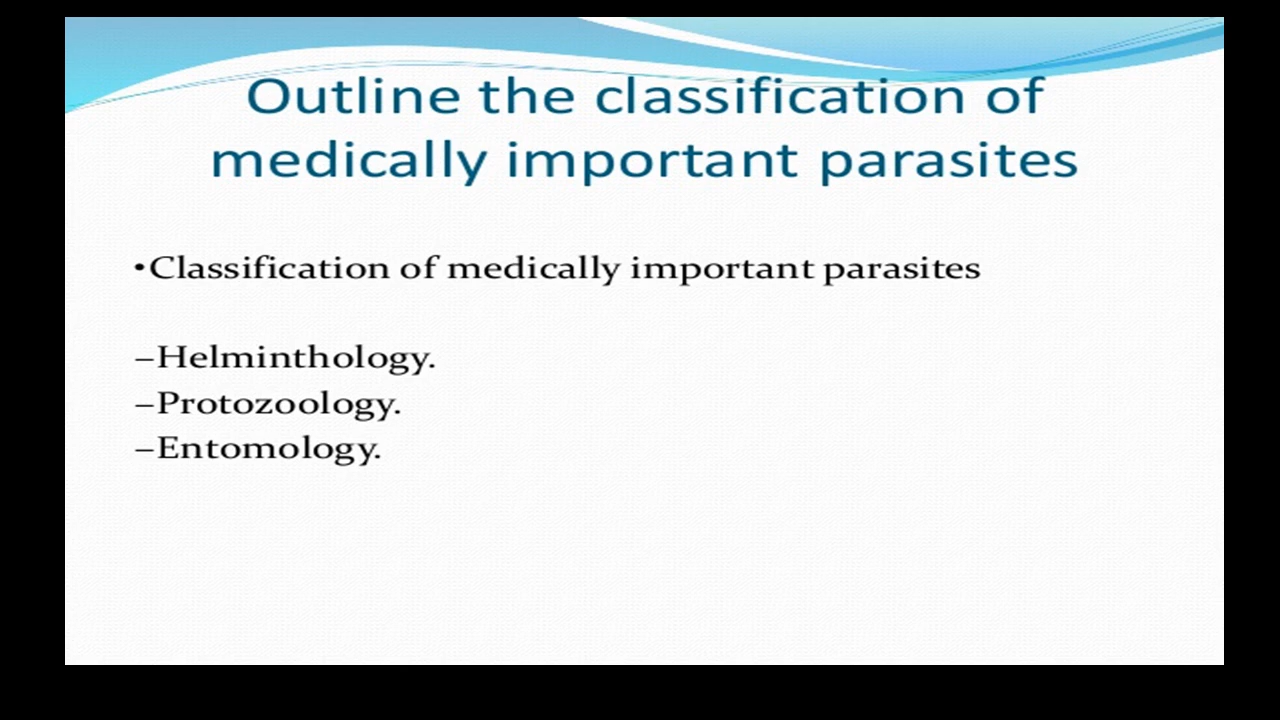 Outline the classification of
medically important parasites
•Classification of medically important parasites
–Helminthology.
–Protozoology.
–Entomology.